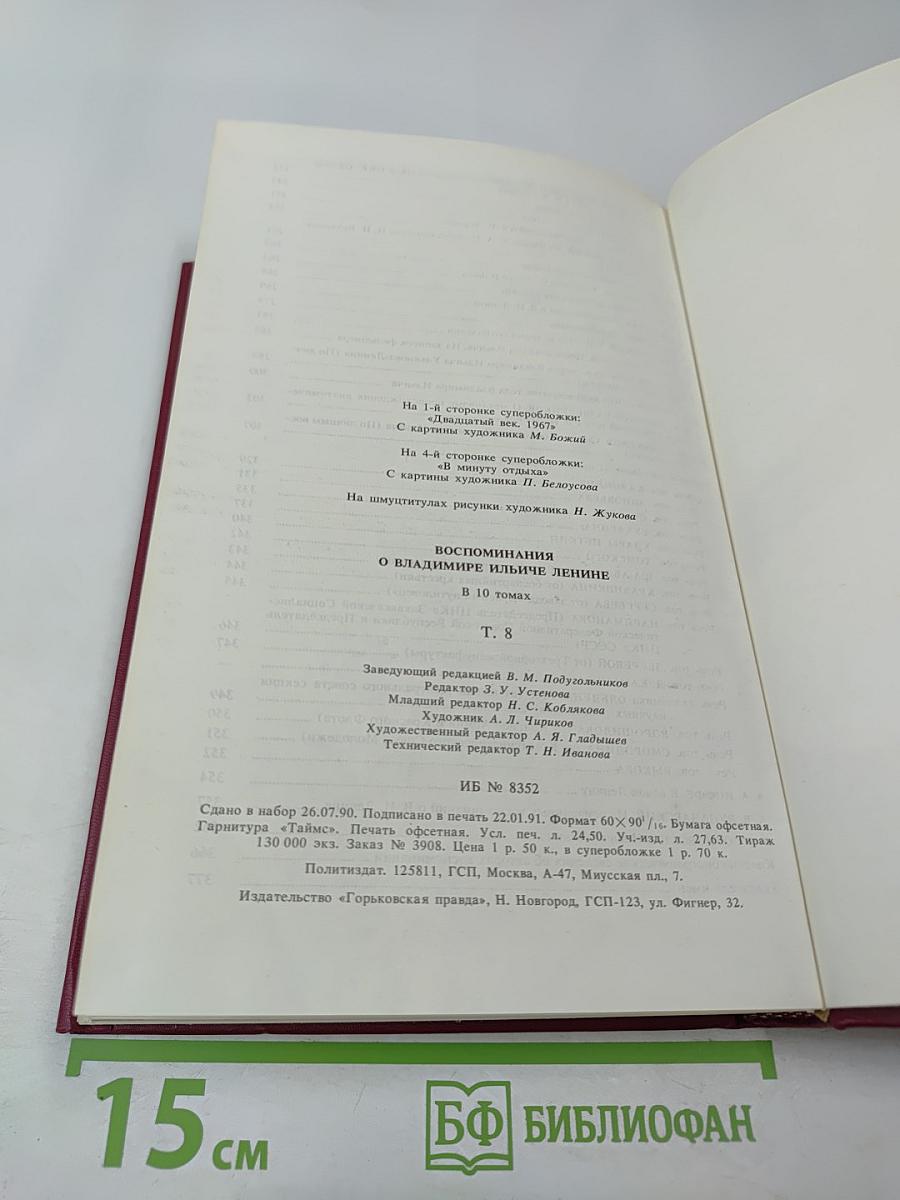 На 1-й сторонке суперобложки:
«Двадцатый век. 1967»
С картины художника М. Божий
На 4-й сторонке суперобложки:
«В минуту отдыха»
С картины художника П. Белоусова
На шмуцтитулах рисунки художника Н. Жукова
ВОСПОМИНАНИЯ
О ВЛАДИМИРЕ ИЛЬИЧЕ ЛЕНИНЕ
В 10 томах
Т. 8
Заведующий редакцией В. М. Подугольников
Редактор З. У. Устенова
Младший редактор Н. С. Коблякова
Художник А. Л. Чириков
Художественный редактор А. Я. Гладышев
Технический редактор Т. Н. Иванова
ИБ № 8352
Сдано в набор 26.07.90. Подписано в печать 22.01.91. Формат 60×90¹/₁₆. Бумага офсетная.
Гарнитура «Таймс». Печать офсетная. Усл. печ. л. 24,50. Уч.-изд. л. 27,63. Тираж
130 000 экз. Заказ № 3908. Цена 1 р. 50 к., в суперобложке 1 р. 70 к.
Политиздат. 125811, ГСП, Москва, А-47, Миусская пл., 7.
Издательство «Горьковская правда», Н. Новгород, ГСП-123, ул. Фигнер, 32.
15 см
БФ БИБЛИОФАН